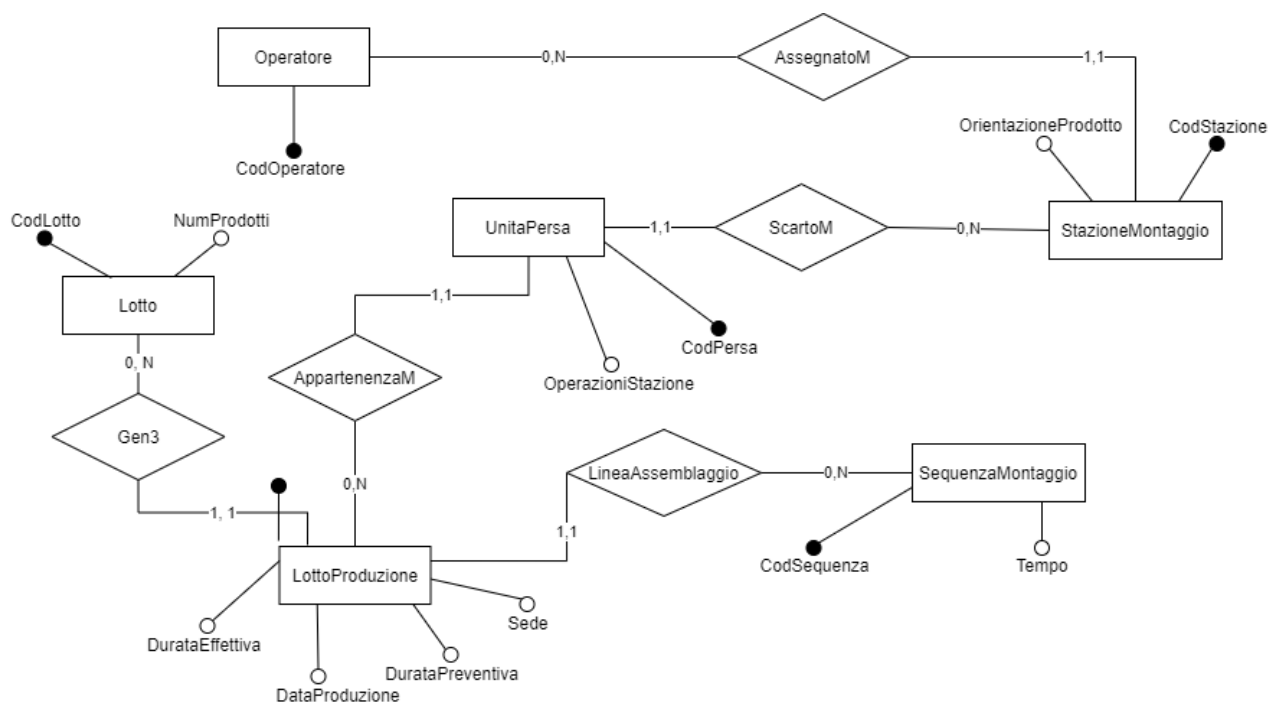 Operatore
0,N
AssegnatoM
1,1
OrientazioneProdotto
CodStazione
CodOperatore
CodLotto
NumProdotti
UnitaPersa
1,1
ScartoM
0,N
StazioneMontaggio
Lotto
1,1
CodPersa
0, N
AppartenenzaM
OperazioniStazione
Gen3
LineaAssemblaggio
0,N
SequenzaMontaggio
0,N
1, 1
1,1
CodSequenza
Tempo
LottoProduzione
Sede
DurataEffettiva
DurataPreventiva
DataProduzione